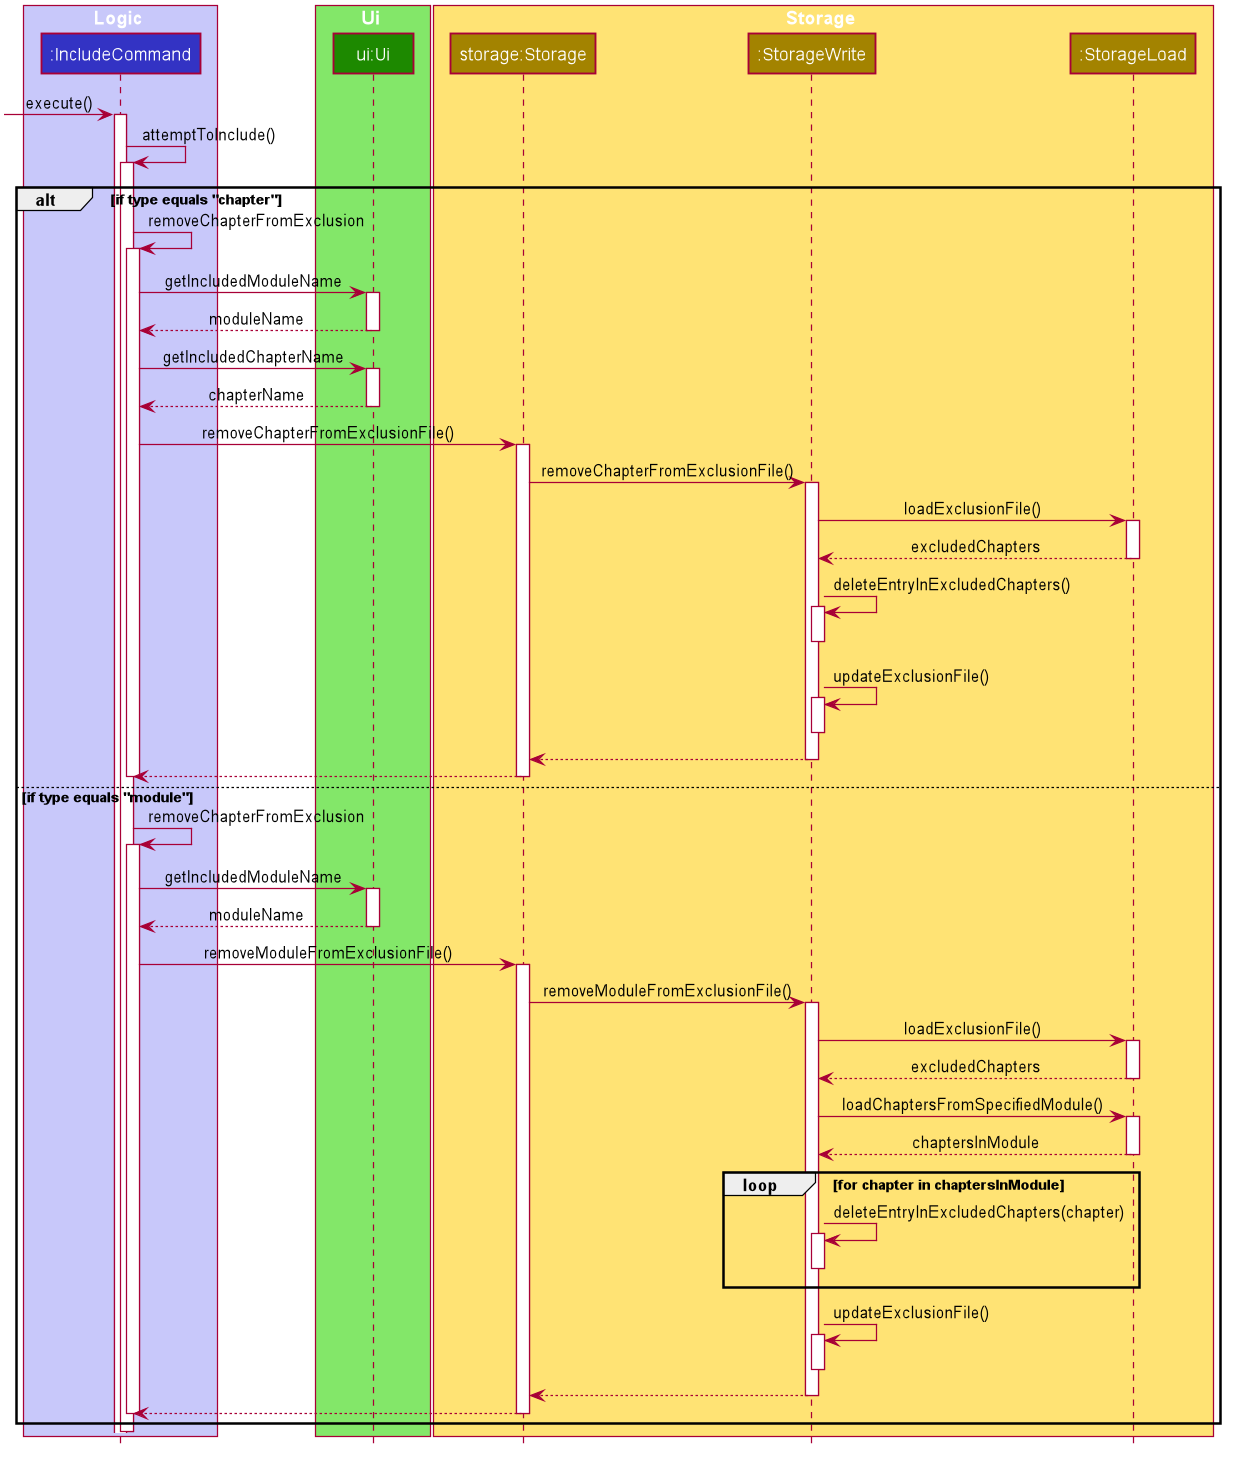 Logic
Ui
Storage
:IncludeCommand
ui:Ui
storage:Storage
:StorageWrite
:StorageLoad
execute()
attemptToInclude()
alt
[if type equals "chapter"]
removeChapterFromExclusion
getIncludedModuleName
moduleName
getIncludedChapterName
chapterName
removeChapterFromExclusionFile()
removeChapterFromExclusionFile()
loadExclusionFile()
excludedChapters
deleteEntryInExcludedChapters()
updateExclusionFile()
[if type equals "module"]
removeChapterFromExclusion
getIncludedModuleName
moduleName
removeModuleFromExclusionFile()
removeModuleFromExclusionFile()
loadExclusionFile()
excludedChapters
loadChaptersFromSpecifiedModule()
chaptersInModule
loop
[for chapter in chaptersInModule]
deleteEntryInExcludedChapters(chapter)
updateExclusionFile()